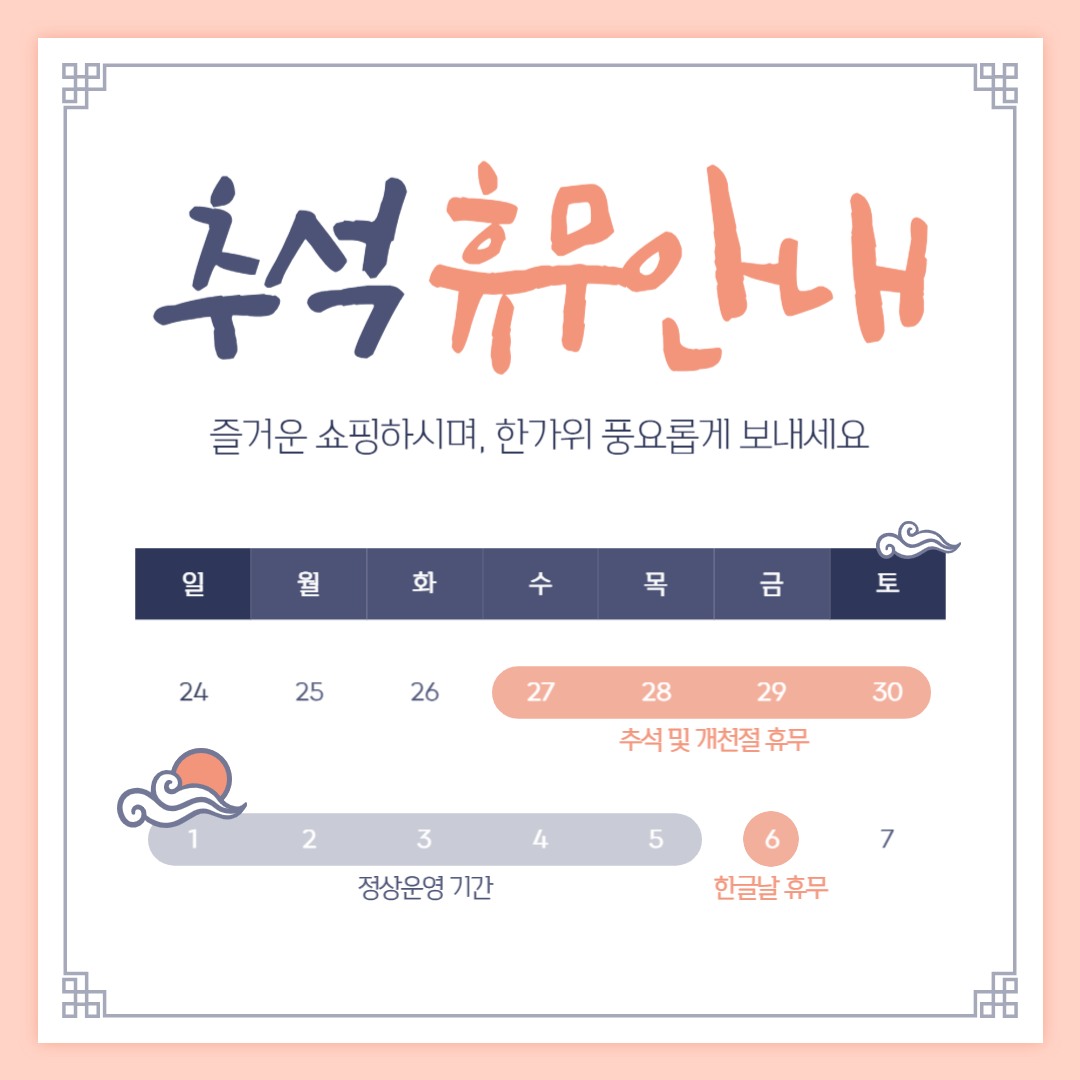 추석 휴무안내
즐거운 쇼핑하시며, 한가위 풍요롭게 보내세요
일 월 화 수 목 금 토
24 25 26 27 28 29 30
추석 및 개천절 휴무
1 2 3 4 5 6 7
정상운영 기간 한글날 휴무